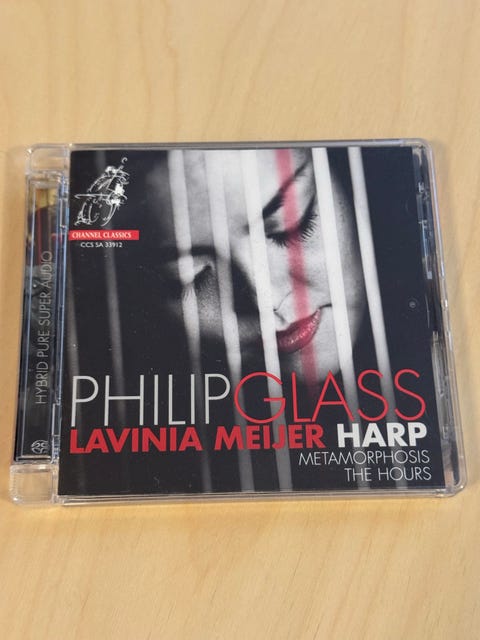 CHANNEL CLASSICS
CCS SA 33912
HYBRID PURE SUPER AUDIO
PHILIPGLASS
LAVINIA MEIJER HARP
METAMORPHOSIS
THE HOURS